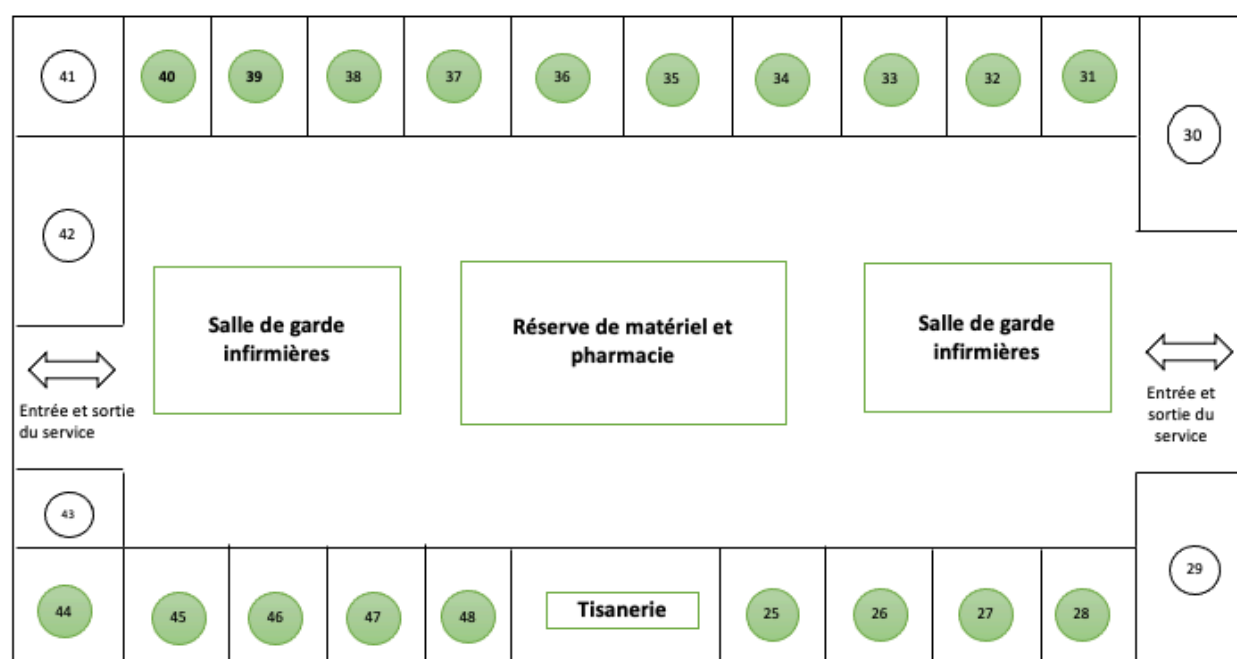 41
40
39
38
37
36
35
34
33
32
31
30
42
Salle de garde
infirmières
Réserve de matériel et
pharmacie
Salle de garde
infirmières
Entrée et sortie
du service
Entrée et
sortie du
service
43
29
44
45
46
47
48
Tisanerie
25
26
27
28